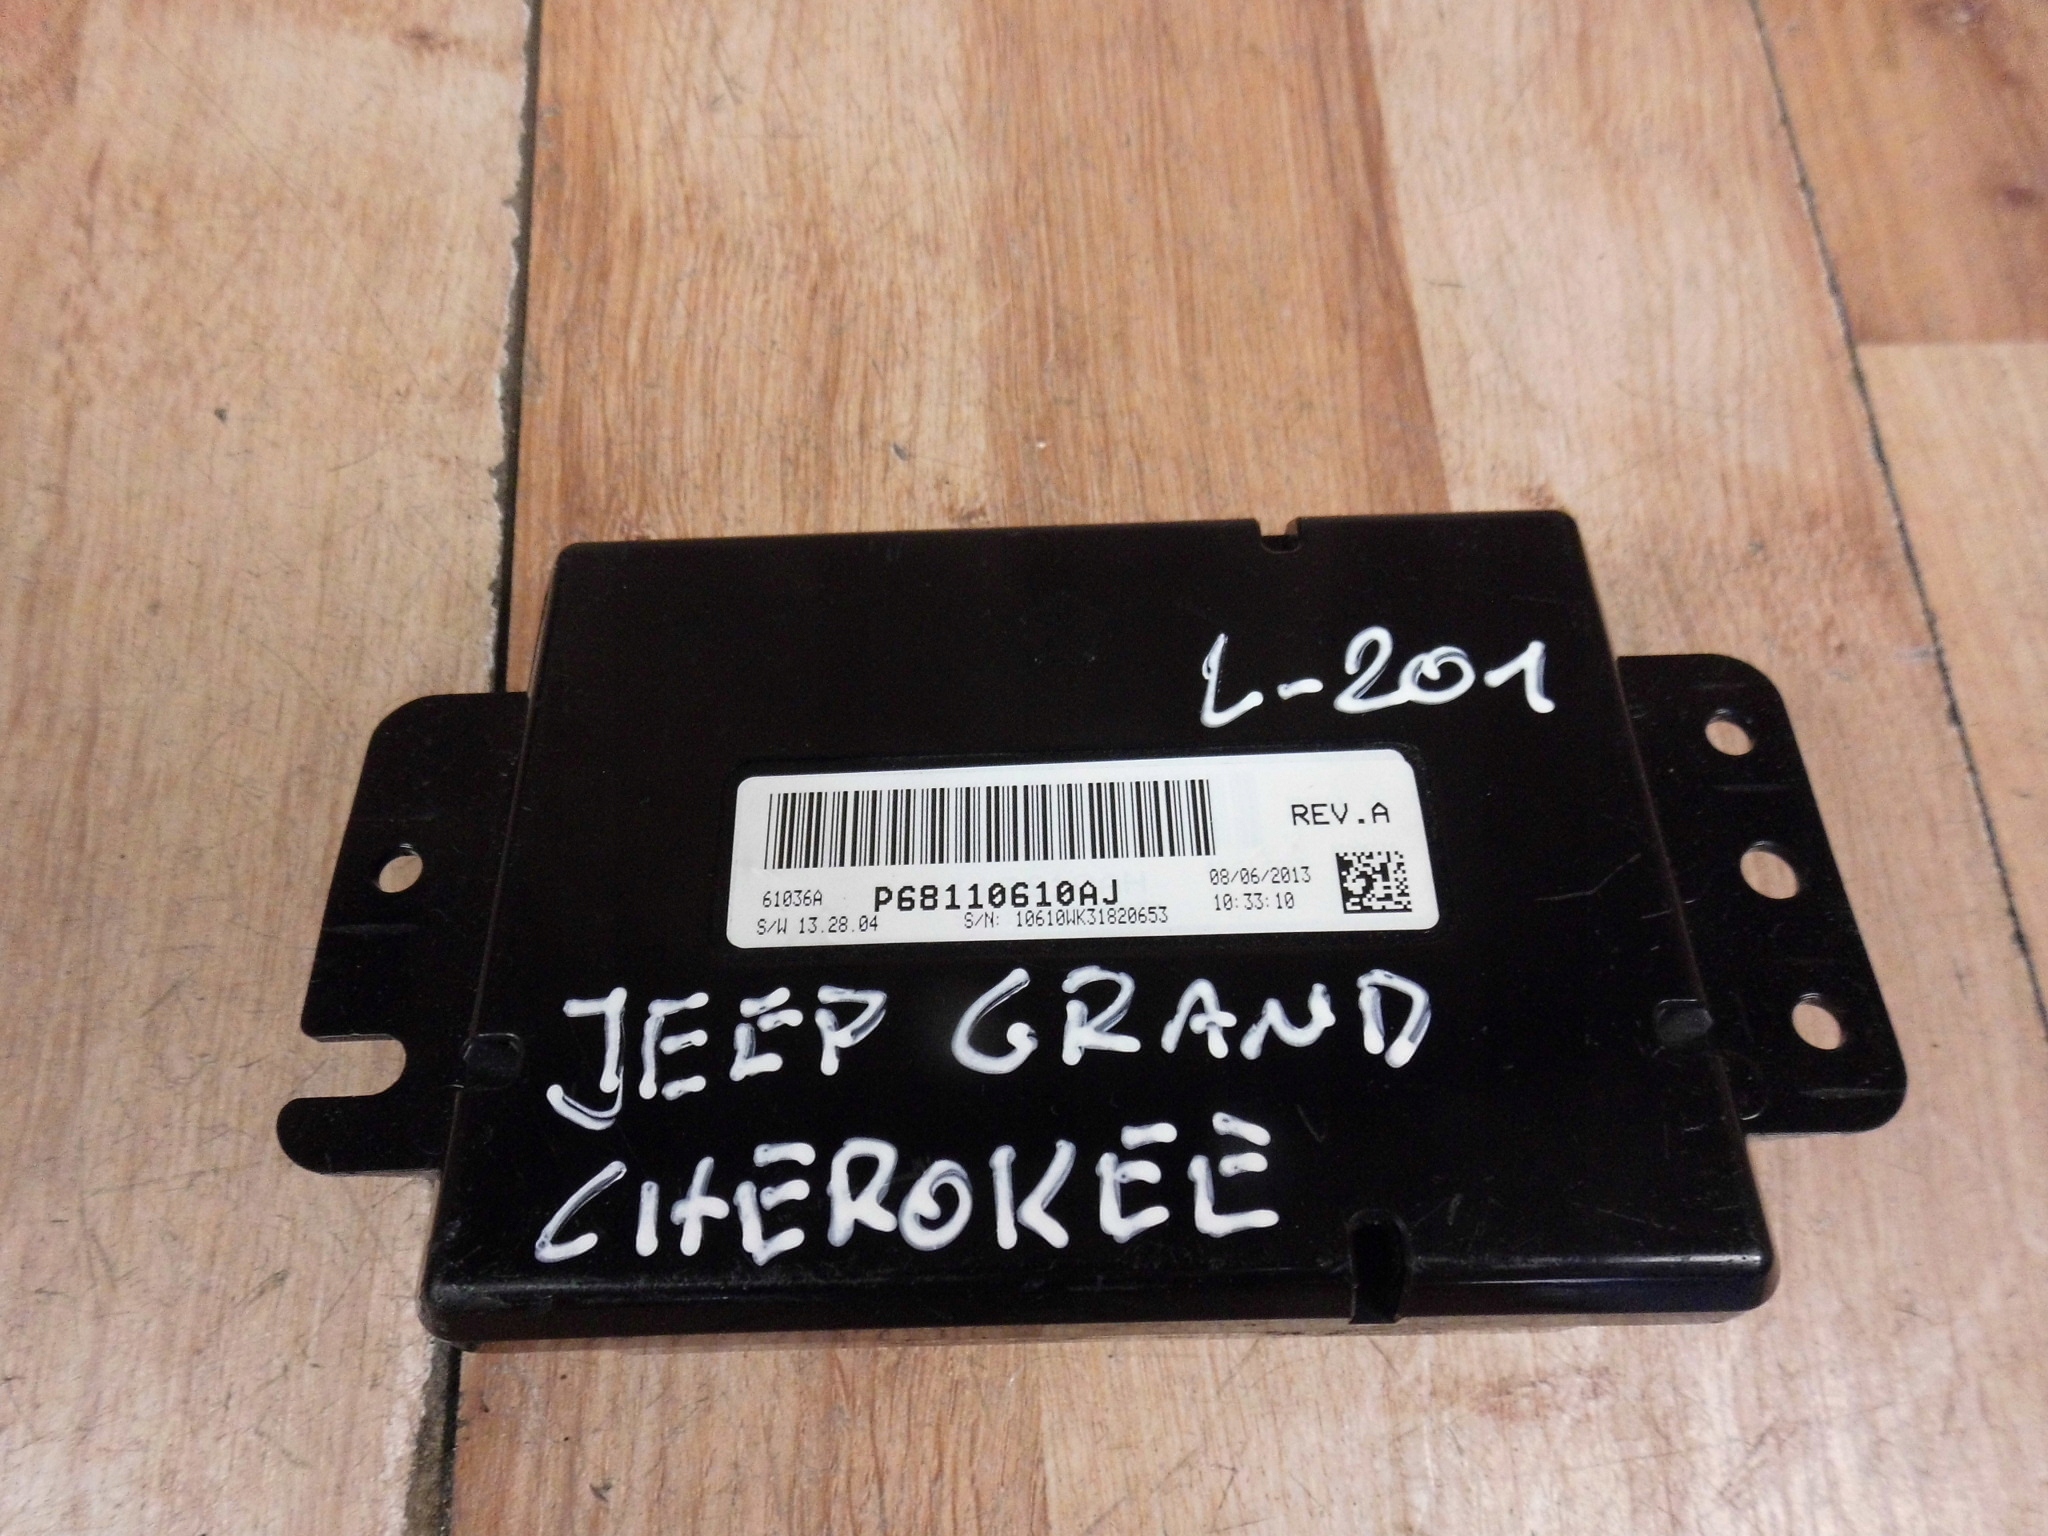 L-201
REV.A
61036A P68110610AJ 08/06/2013
S/W 13.28.04 S/N: 10610WK31820653 10:33:10
JEEP GRAND
CHEROKEE